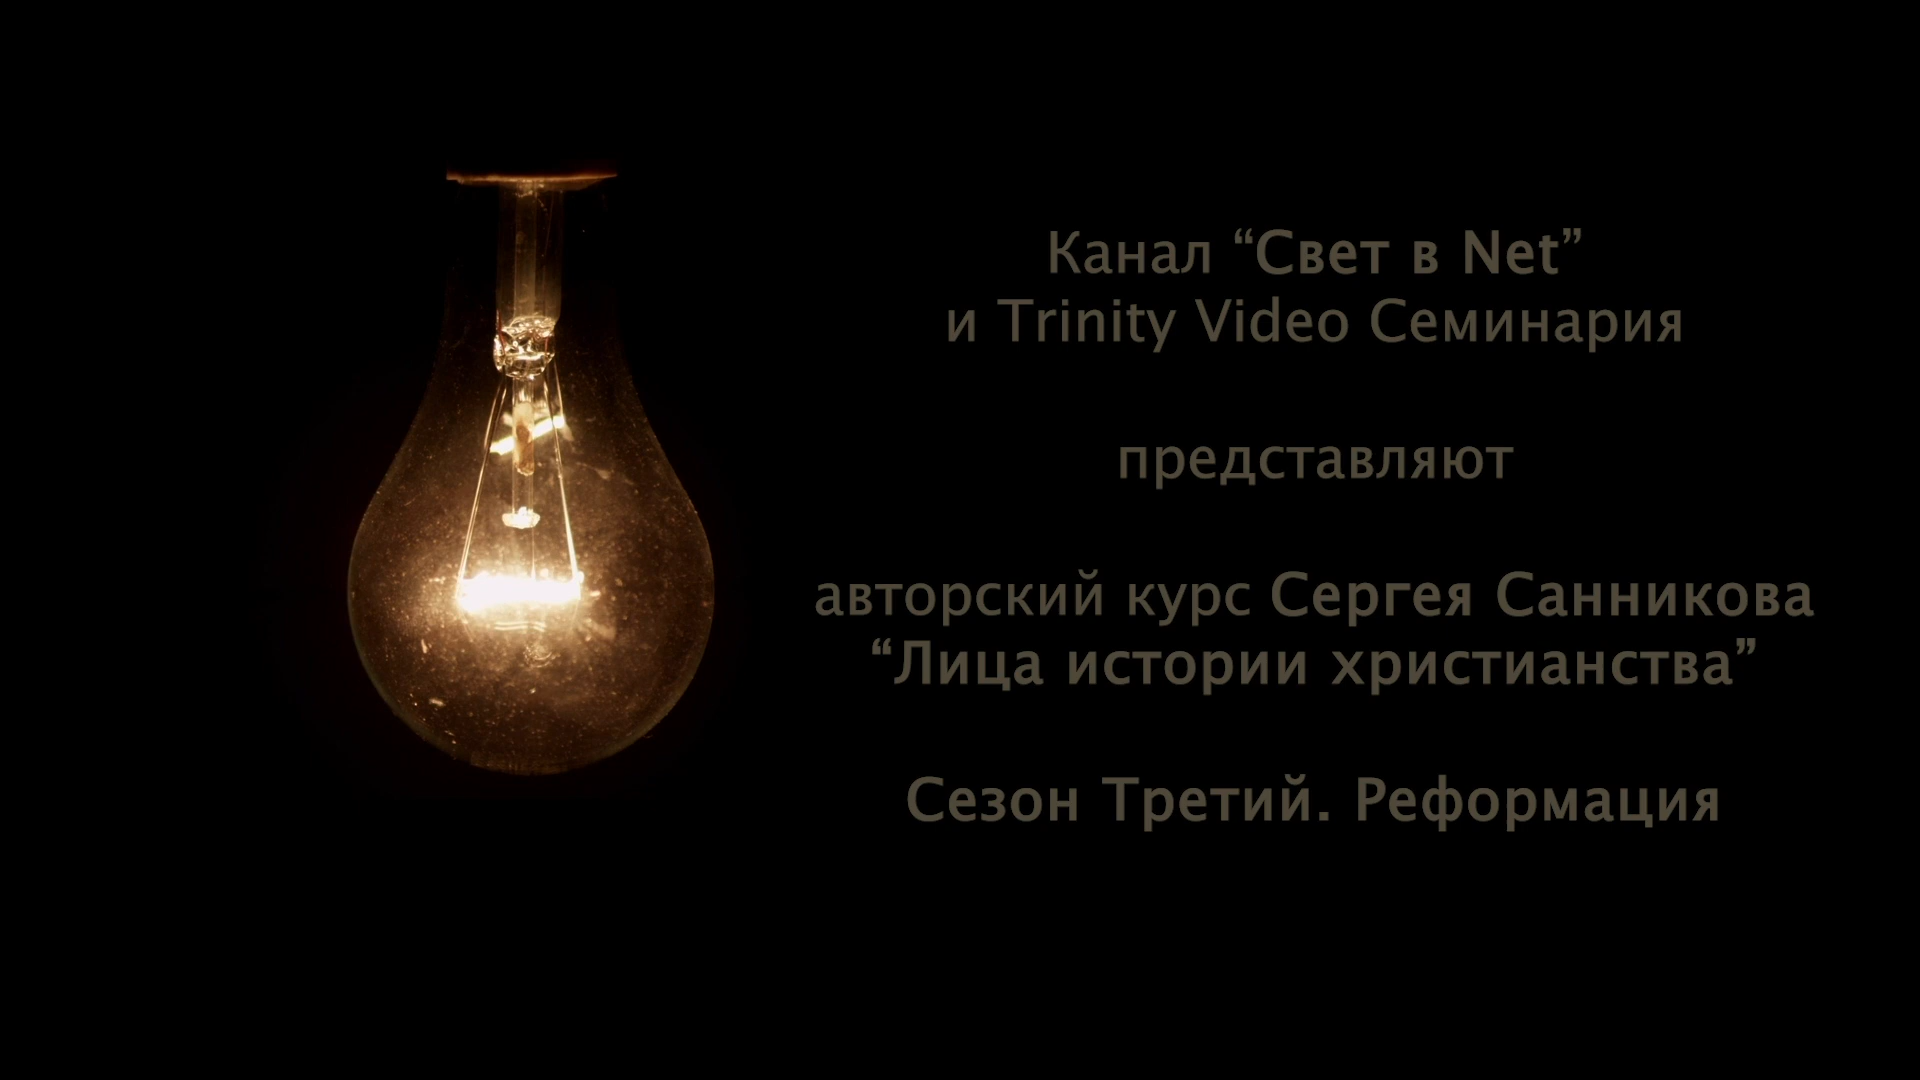 Канал “Свет в Net”
и Trinity Video Семинария
представляют
авторский курс Сергея Санникова
“Лица истории христианства”
Сезон Третий. Реформация